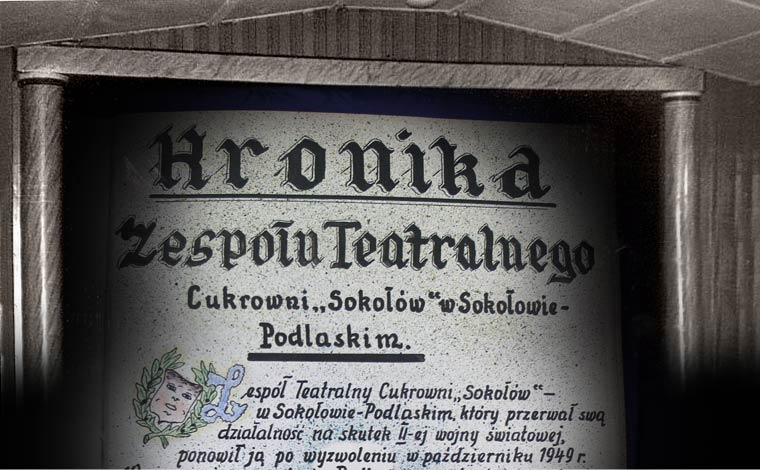 Kronika
Zespołu Teatralnego
Cukrowni „Sokołów" w Sokołowie-
Podlaskim.
Zespół Teatralny Cukrowni „Sokołów" –
w Sokołowie-Podlaskim, który przerwał swą
działalność na skutek II-ej wojny światowej,
ponowił ją po wyzwoleniu w październiku 1949 r.